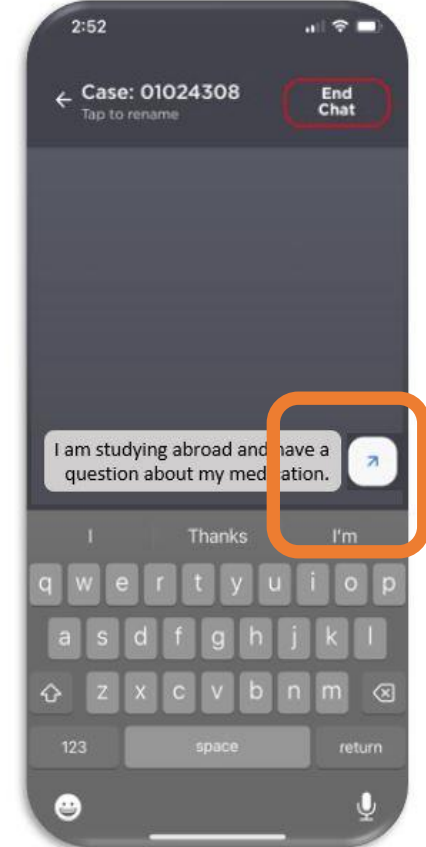 2:52
Case: 01024308
Tap to rename
End
Chat
I am studying abroad and have a
question about my medication.
I Thanks I'm
q w e r t y u i o p
a s d f g h j k l
z x c v b n m
123 space return